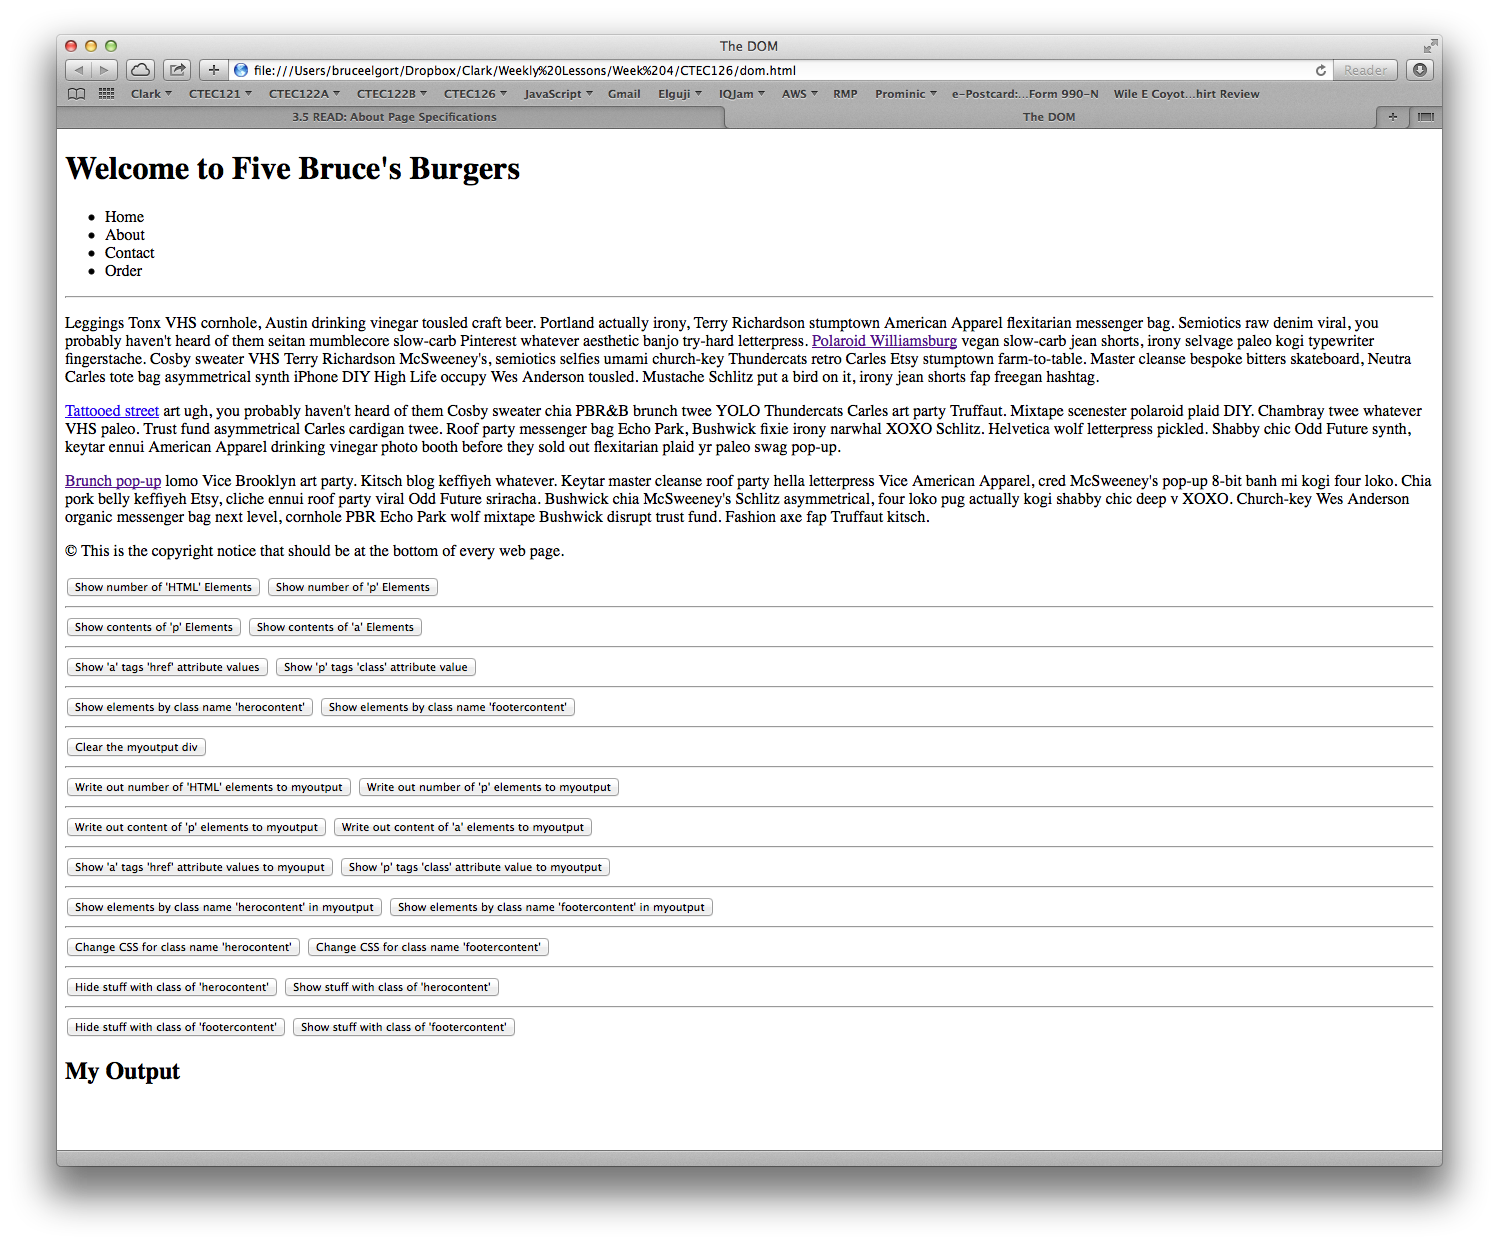 The DOM
file:///Users/bruceelgort/Dropbox/Clark/Weekly%20Lessons/Week%204/CTEC126/dom.html
Reader
Clark CTEC121 CTEC122A CTEC122B CTEC126 JavaScript Gmail Elguji IQJam AWS RMP Prominic e-Postcard:...Form 990-N Wile E Coyot...hirt Review
3.5 READ: About Page Specifications
The DOM
Welcome to Five Bruce's Burgers
• Home
• About
• Contact
• Order
Leggings Tonx VHS cornhole, Austin drinking vinegar tousled craft beer. Portland actually irony, Terry Richardson stumptown American Apparel flexitarian messenger bag. Semiotics raw denim viral, you
probably haven't heard of them seitan mumblecore slow-carb Pinterest whatever aesthetic banjo try-hard letterpress. Polaroid Williamsburg vegan slow-carb jean shorts, irony selvage paleo kogi typewriter
fingerstache. Cosby sweater VHS Terry Richardson McSweeney's, semiotics selfies umami church-key Thundercats retro Carles Etsy stumptown farm-to-table. Master cleanse bespoke bitters skateboard, Neutra
Carles tote bag asymmetrical synth iPhone DIY High Life occupy Wes Anderson tousled. Mustache Schlitz put a bird on it, irony jean shorts fap freegan hashtag.
Tattooed street art ugh, you probably haven't heard of them Cosby sweater chia PBR&B brunch twee YOLO Thundercats Carles art party Truffaut. Mixtape scenester polaroid plaid DIY. Chambray twee whatever
VHS paleo. Trust fund asymmetrical Carles cardigan twee. Roof party messenger bag Echo Park, Bushwick fixie irony narwhal XOXO Schlitz. Helvetica wolf letterpress pickled. Shabby chic Odd Future synth,
keytar ennui American Apparel drinking vinegar photo booth before they sold out flexitarian plaid yr paleo swag pop-up.
Brunch pop-up lomo Vice Brooklyn art party. Kitsch blog keffiyeh whatever. Keytar master cleanse roof party hella letterpress Vice American Apparel, cred McSweeney's pop-up 8-bit banh mi kogi four loko. Chia
pork belly keffiyeh Etsy, cliche ennui roof party viral Odd Future sriracha. Bushwick chia McSweeney's Schlitz asymmetrical, four loko pug actually kogi shabby chic deep v XOXO. Church-key Wes Anderson
organic messenger bag next level, cornhole PBR Echo Park wolf mixtape Bushwick disrupt trust fund. Fashion axe fap Truffaut kitsch.
© This is the copyright notice that should be at the bottom of every web page.
Show number of 'HTML' Elements Show number of 'p' Elements
Show contents of 'p' Elements Show contents of 'a' Elements
Show 'a' tags 'href' attribute values Show 'p' tags 'class' attribute value
Show elements by class name 'herocontent' Show elements by class name 'footercontent'
Clear the myoutput div
Write out number of 'HTML' elements to myoutput Write out number of 'p' elements to myoutput
Write out content of 'p' elements to myoutput Write out content of 'a' elements to myoutput
Show 'a' tags 'href' attribute values to myouput Show 'p' tags 'class' attribute value to myoutput
Show elements by class name 'herocontent' in myoutput Show elements by class name 'footercontent' in myoutput
Change CSS for class name 'herocontent' Change CSS for class name 'footercontent'
Hide stuff with class of 'herocontent' Show stuff with class of 'herocontent'
Hide stuff with class of 'footercontent' Show stuff with class of 'footercontent'
My Output